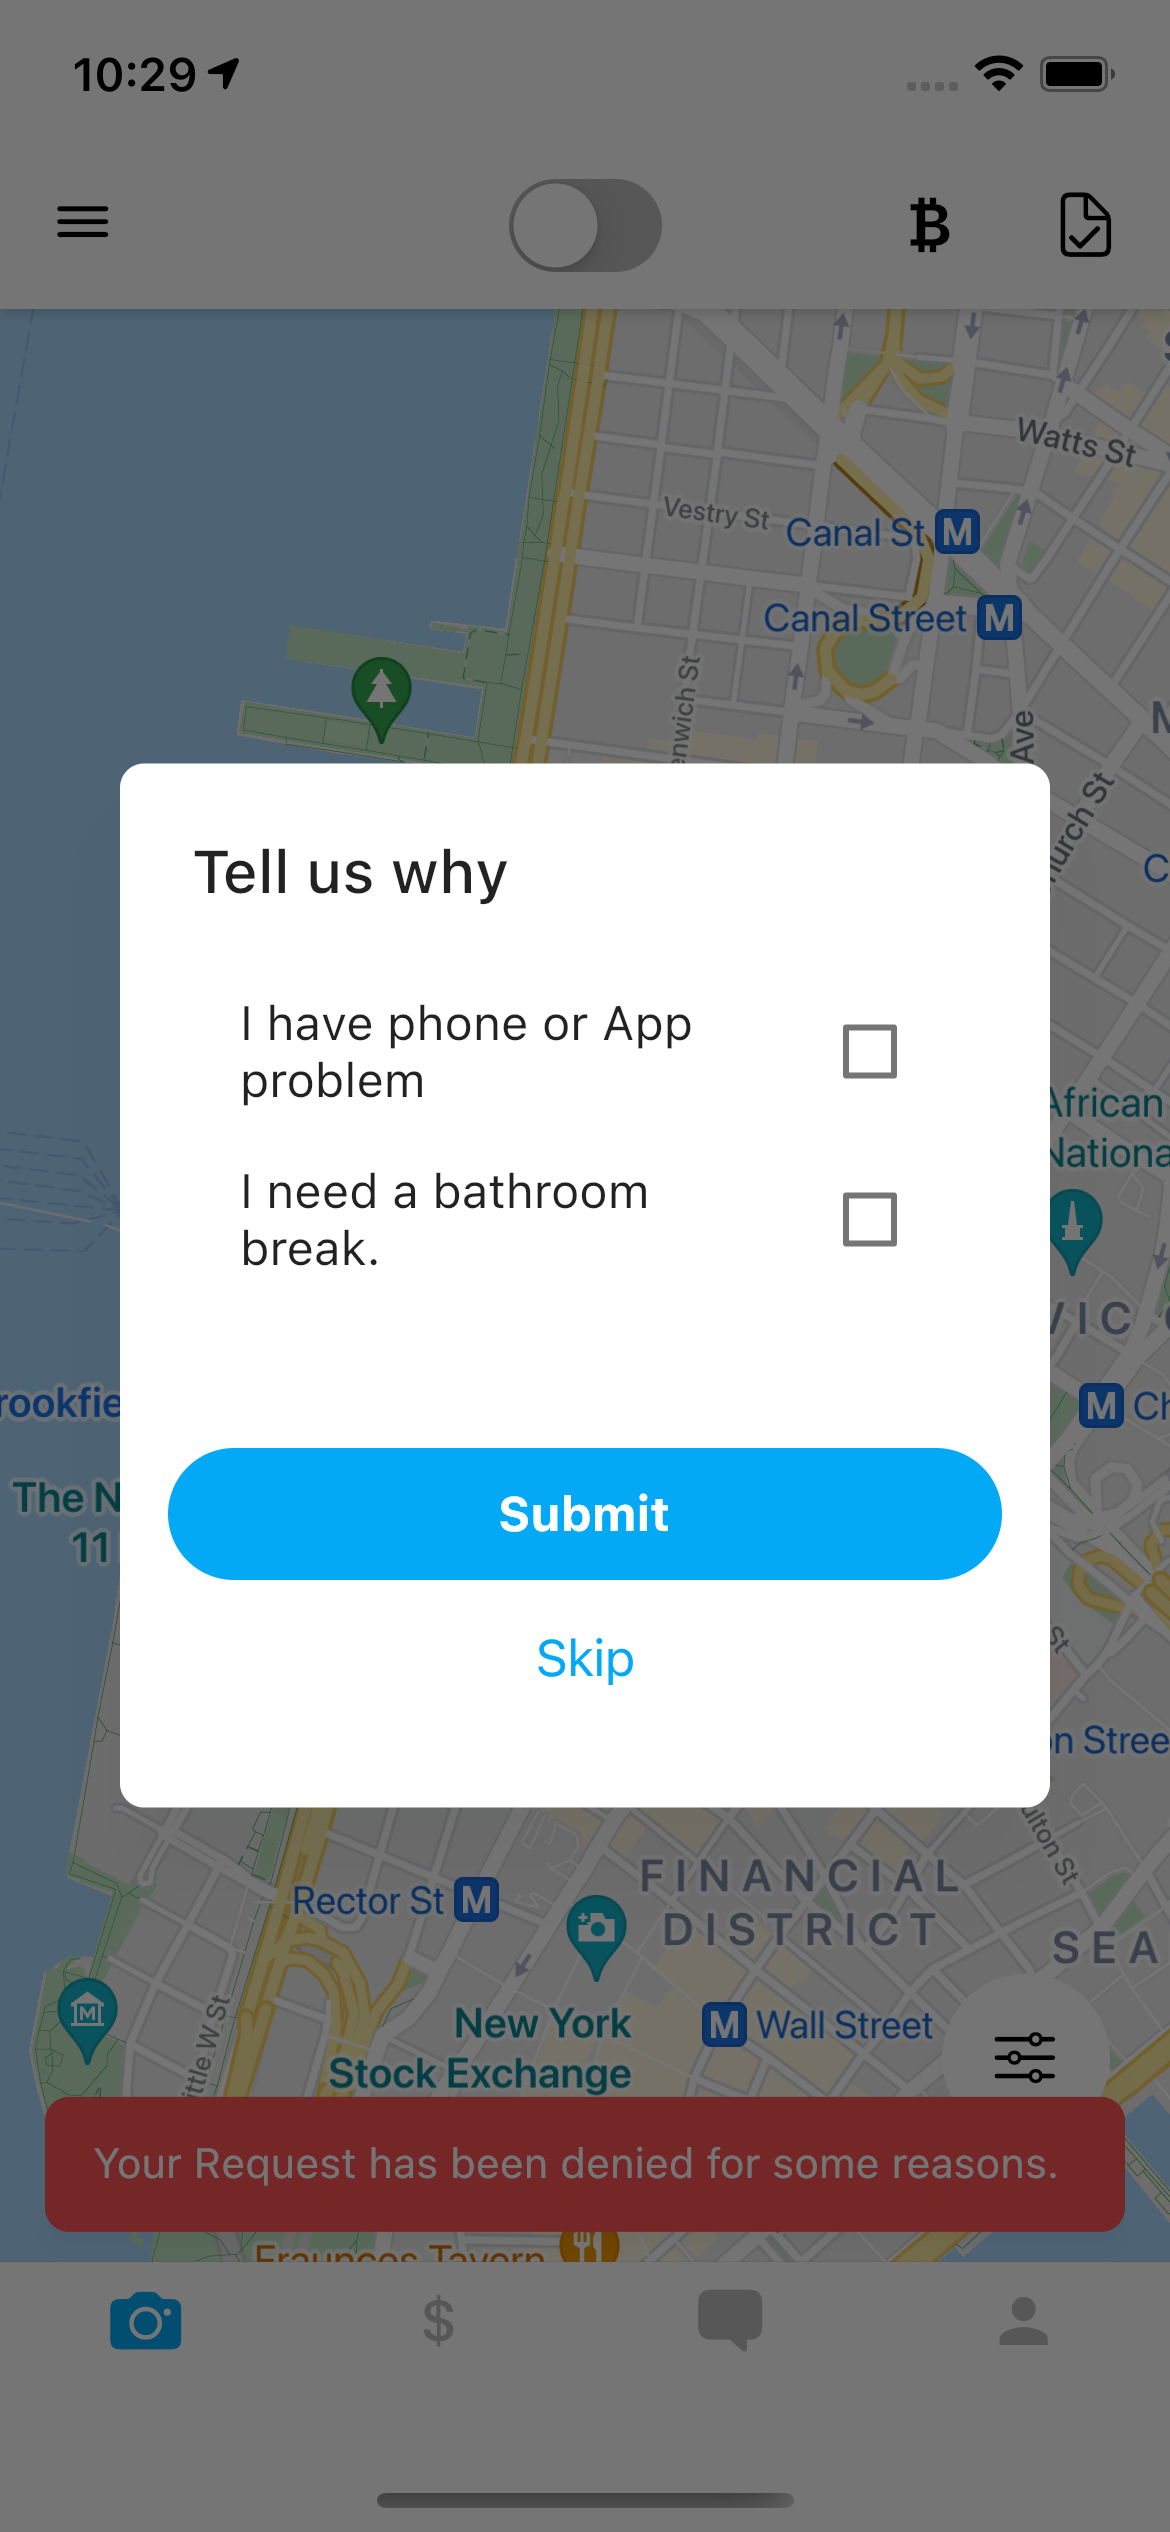 10:29
Watts St
Vestry St
Canal St M
Canal Street M
enwich St
Ave
M
urch St
C
Tell us why
I have phone or App
problem
I need a bathroom
break.
African
Nationa
VIC
rookfie
M Ch
The N
11
Submit
St
Skip
on Stree
ulton St
FINANCIAL
DISTRICT
Rector St M
SEA
ittle W St
New York
Stock Exchange
M Wall Street
Your Request has been denied for some reasons.
Fraunces Tavern
$